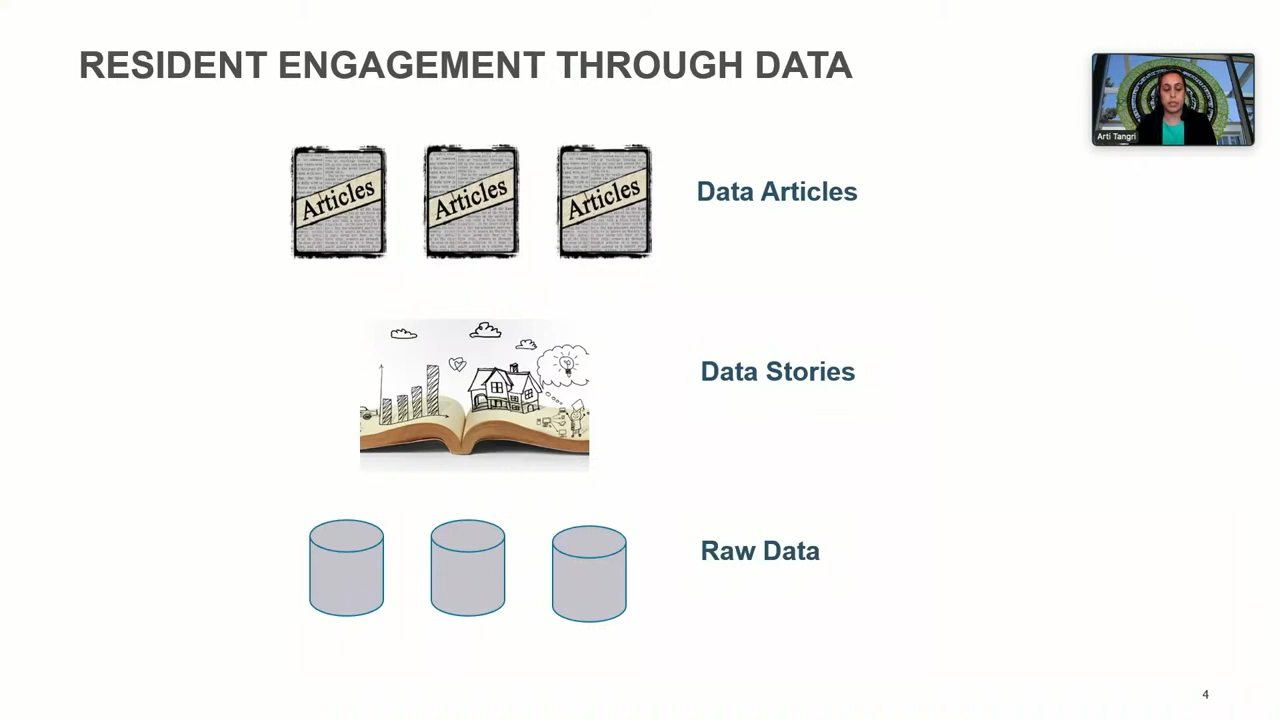 RESIDENT ENGAGEMENT THROUGH DATA
Arti Tangri
Articles
Articles
Articles
Data Articles
Data Stories
Raw Data
4